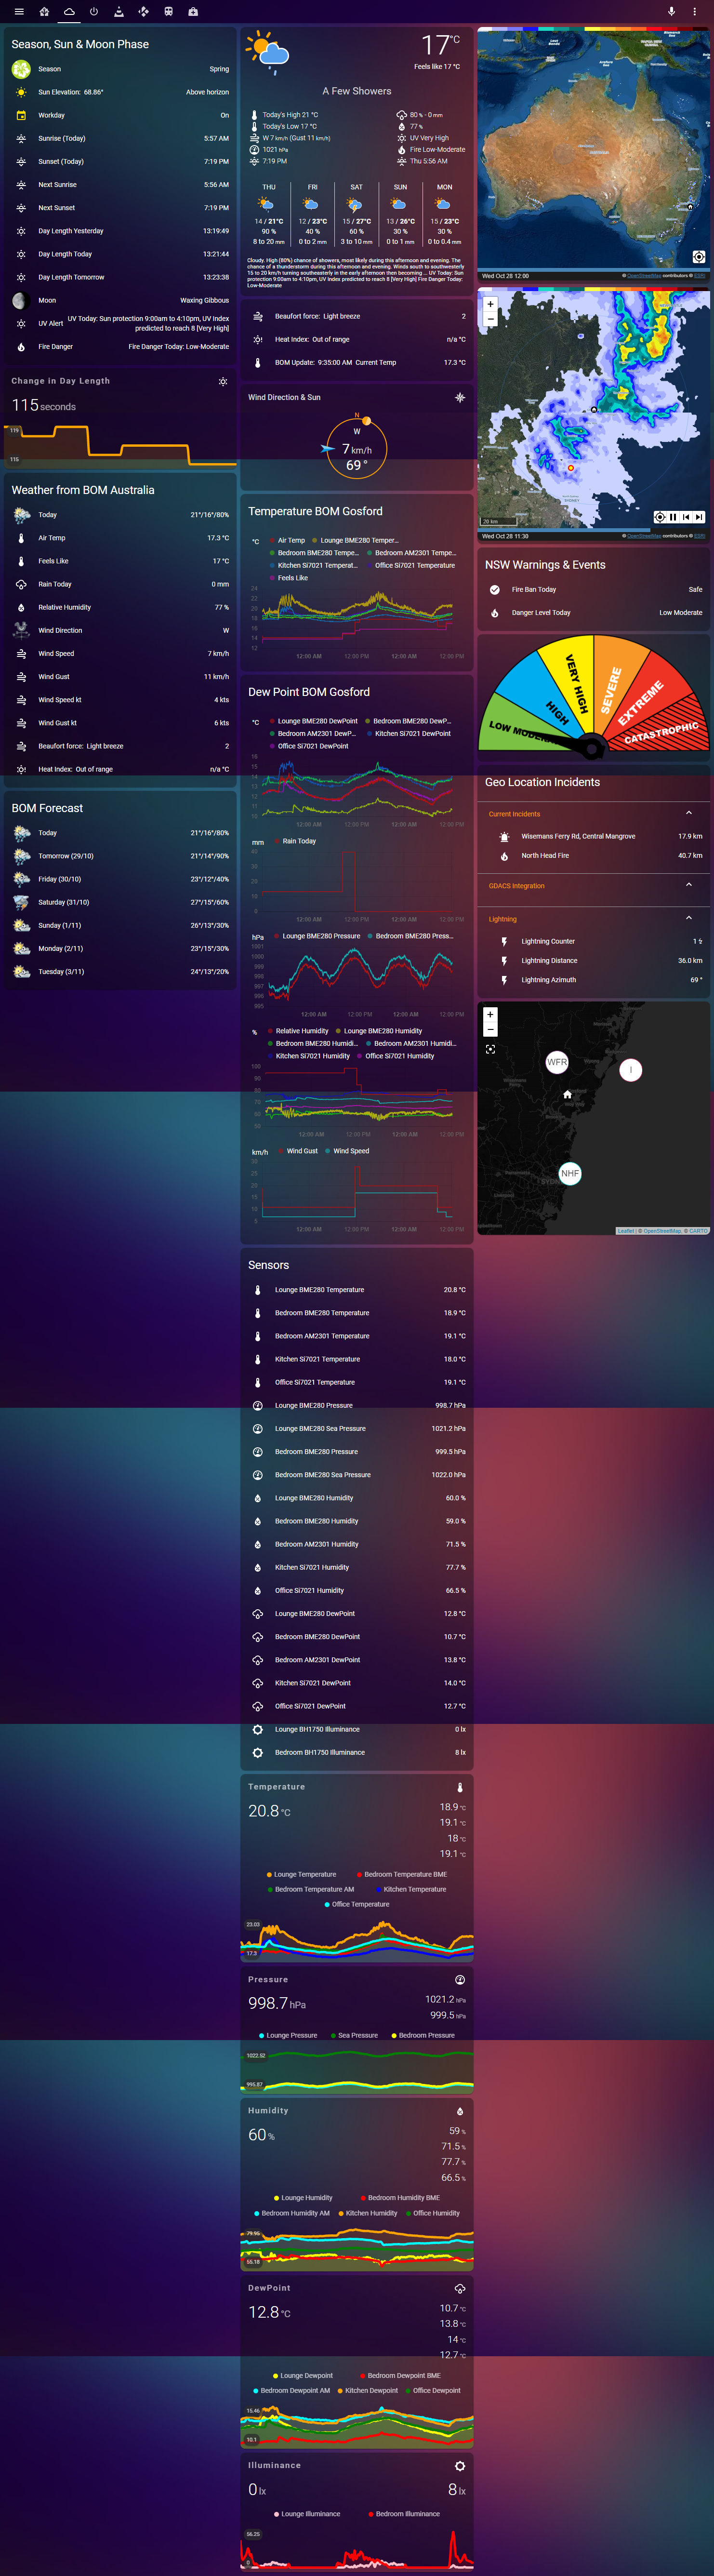 Season, Sun & Moon Phase
Season Spring
Sun Elevation: 68.86° Above horizon
Workday On
Sunrise (Today) 5:57 AM
Sunset (Today) 7:19 PM
Next Sunrise 5:56 AM
Next Sunset 7:19 PM
Day Length Yesterday 13:19:49
Day Length Today 13:21:44
Day Length Tomorrow 13:23:38
Moon Waxing Gibbous
UV Alert UV Today: Sun protection 9:00am to 4:10pm, UV Index
predicted to reach 8 [Very High]
Fire Danger Fire Danger Today: Low-Moderate
Change in Day Length
115 seconds
119
115
Weather from BOM Australia
Today 21°/16°/80%
Air Temp 17.3 °C
Feels Like 17 °C
Rain Today 0 mm
Relative Humidity 77 %
Wind Direction W
Wind Speed 7 km/h
Wind Gust 11 km/h
Wind Speed kt 4 kts
Wind Gust kt 6 kts
Beaufort force: Light breeze 2
Heat Index: Out of range n/a °C
BOM Forecast
Today 21°/16°/80%
Tomorrow (29/10) 21°/14°/90%
Friday (30/10) 23°/12°/40%
Saturday (31/10) 27°/15°/60%
Sunday (1/11) 26°/13°/30%
Monday (2/11) 23°/15°/30%
Tuesday (3/11) 24°/13°/20%
17 °C
Feels like 17 °C
A Few Showers
Today's High 21 °C 80 % - 0 mm
Today's Low 17 °C 77 %
W 7 km/h (Gust 11 km/h) UV Very High
1021 hPa Fire Low-Moderate
7:19 PM Thu 5:56 AM
THU FRI SAT SUN MON
14 / 21°C 12 / 23°C 15 / 27°C 13 / 26°C 15 / 23°C
90 % 40 % 60 % 30 % 30 %
8 to 20 mm 0 to 2 mm 3 to 10 mm 0 to 1 mm 0 to 0.4 mm
Cloudy. High (80%) chance of showers, most likely during this afternoon and evening. The
chance of a thunderstorm during this afternoon and evening. Winds south to southwesterly
15 to 20 km/h turning southeasterly in the early afternoon then becoming ... UV Today: Sun
protection 9:00am to 4:10pm, UV Index predicted to reach 8 [Very High] Fire Danger Today:
Low-Moderate
Beaufort force: Light breeze 2
Heat Index: Out of range n/a °C
BOM Update: 9:35:00 AM Current Temp 17.3 °C
Wind Direction & Sun
N
W
7 km/h
69 °
Temperature BOM Gosford
°C Air Temp Lounge BME280 Temper...
Bedroom BME280 Tempe... Bedroom AM2301 Tempe...
Kitchen Si7021 Temperat... Office Si7021 Temperature
Feels Like
24
22
20
18
16
14
12
12:00 AM 12:00 PM 12:00 AM 12:00 PM
Dew Point BOM Gosford
°C Lounge BME280 DewPoint Bedroom BME280 DewP...
Bedroom AM2301 DewP... Kitchen Si7021 DewPoint
Office Si7021 DewPoint
16
15
14
13
12
11
10
12:00 AM 12:00 PM 12:00 AM 12:00 PM
mm Rain Today
40
30
20
10
0
12:00 AM 12:00 PM 12:00 AM 12:00 PM
hPa Lounge BME280 Pressure Bedroom BME280 Press...
1001
1000
999
998
997
996
995
12:00 AM 12:00 PM 12:00 AM 12:00 PM
% Relative Humidity Lounge BME280 Humidity
Bedroom BME280 Humidi... Bedroom AM2301 Humidi...
Kitchen Si7021 Humidity Office Si7021 Humidity
100
90
80
70
60
50
12:00 AM 12:00 PM 12:00 AM 12:00 PM
km/h Wind Gust Wind Speed
30
25
20
15
10
5
12:00 AM 12:00 PM 12:00 AM 12:00 PM
Sensors
Lounge BME280 Temperature 20.8 °C
Bedroom BME280 Temperature 18.9 °C
Bedroom AM2301 Temperature 19.1 °C
Kitchen Si7021 Temperature 18.0 °C
Office Si7021 Temperature 19.1 °C
Lounge BME280 Pressure 998.7 hPa
Lounge BME280 Sea Pressure 1021.2 hPa
Bedroom BME280 Pressure 999.5 hPa
Bedroom BME280 Sea Pressure 1022.0 hPa
Lounge BME280 Humidity 60.0 %
Bedroom BME280 Humidity 59.0 %
Bedroom AM2301 Humidity 71.5 %
Kitchen Si7021 Humidity 77.7 %
Office Si7021 Humidity 66.5 %
Lounge BME280 DewPoint 12.8 °C
Bedroom BME280 DewPoint 10.7 °C
Bedroom AM2301 DewPoint 13.8 °C
Kitchen Si7021 DewPoint 14.0 °C
Office Si7021 DewPoint 12.7 °C
Lounge BH1750 Illuminance 0 lx
Bedroom BH1750 Illuminance 8 lx
Temperature
20.8 °C 18.9 °C
19.1 °C
18 °C
19.1 °C
Lounge Temperature Bedroom Temperature BME
Bedroom Temperature AM Kitchen Temperature
Office Temperature
23.03
17.3
Pressure
998.7 hPa 1021.2 hPa
999.5 hPa
Lounge Pressure Sea Pressure Bedroom Pressure
1022.52
995.87
Humidity
60 % 59 %
71.5 %
77.7 %
66.5 %
Lounge Humidity Bedroom Humidity BME
Bedroom Humidity AM Kitchen Humidity Office Humidity
79.95
55.18
DewPoint
12.8 °C 10.7 °C
13.8 °C
14 °C
12.7 °C
Lounge Dewpoint Bedroom Dewpoint BME
Bedroom Dewpoint AM Kitchen Dewpoint Office Dewpoint
15.46
10.1
Illuminance
0 lx 8 lx
Lounge Illuminance Bedroom Illuminance
56.25
0
Wed Oct 28 12:00 © OpenStreetMap contributors © ESRI
+
−
20 km
SYDNEY
Wed Oct 28 11:30 © OpenStreetMap contributors © ESRI
NSW Warnings & Events
Fire Ban Today Safe
Danger Level Today Low Moderate
LOW MODERA
HIGH
VERY HIGH
SEVERE
EXTREME
CATASTROPHIC
Geo Location Incidents
Current Incidents
Wisemans Ferry Rd, Central Mangrove 17.9 km
North Head Fire 40.7 km
GDACS Integration
Lightning
Lightning Counter 1
Lightning Distance 36.0 km
Lightning Azimuth 69 °
+
−
WFR
I
NHF
Leaflet | © OpenStreetMap, © CARTO